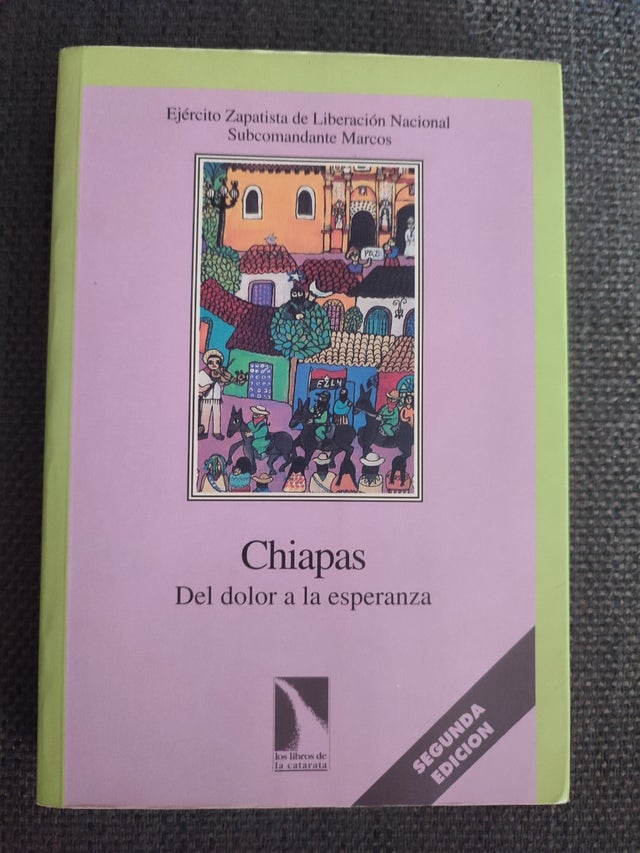 Ejército Zapatista de Liberación Nacional
Subcomandante Marcos
PAZ
EZLN
Chiapas
Del dolor a la esperanza
los libros de
la catarata
SEGUNDA
EDICION